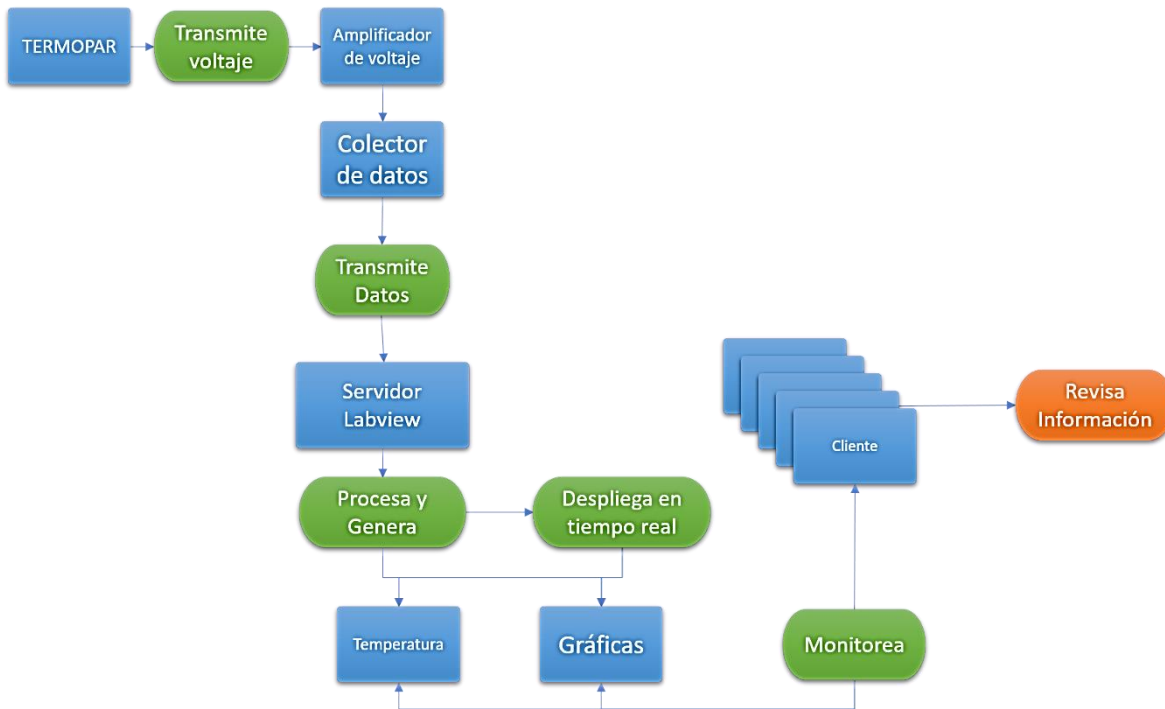 TERMOPAR
Transmite
voltaje
Amplificador
de voltaje
Colector
de datos
Transmite
Datos
Servidor
Labview
Procesa y
Genera
Despliega en
tiempo real
Temperatura
Gráficas
Monitorea
Cliente
Revisa
Información